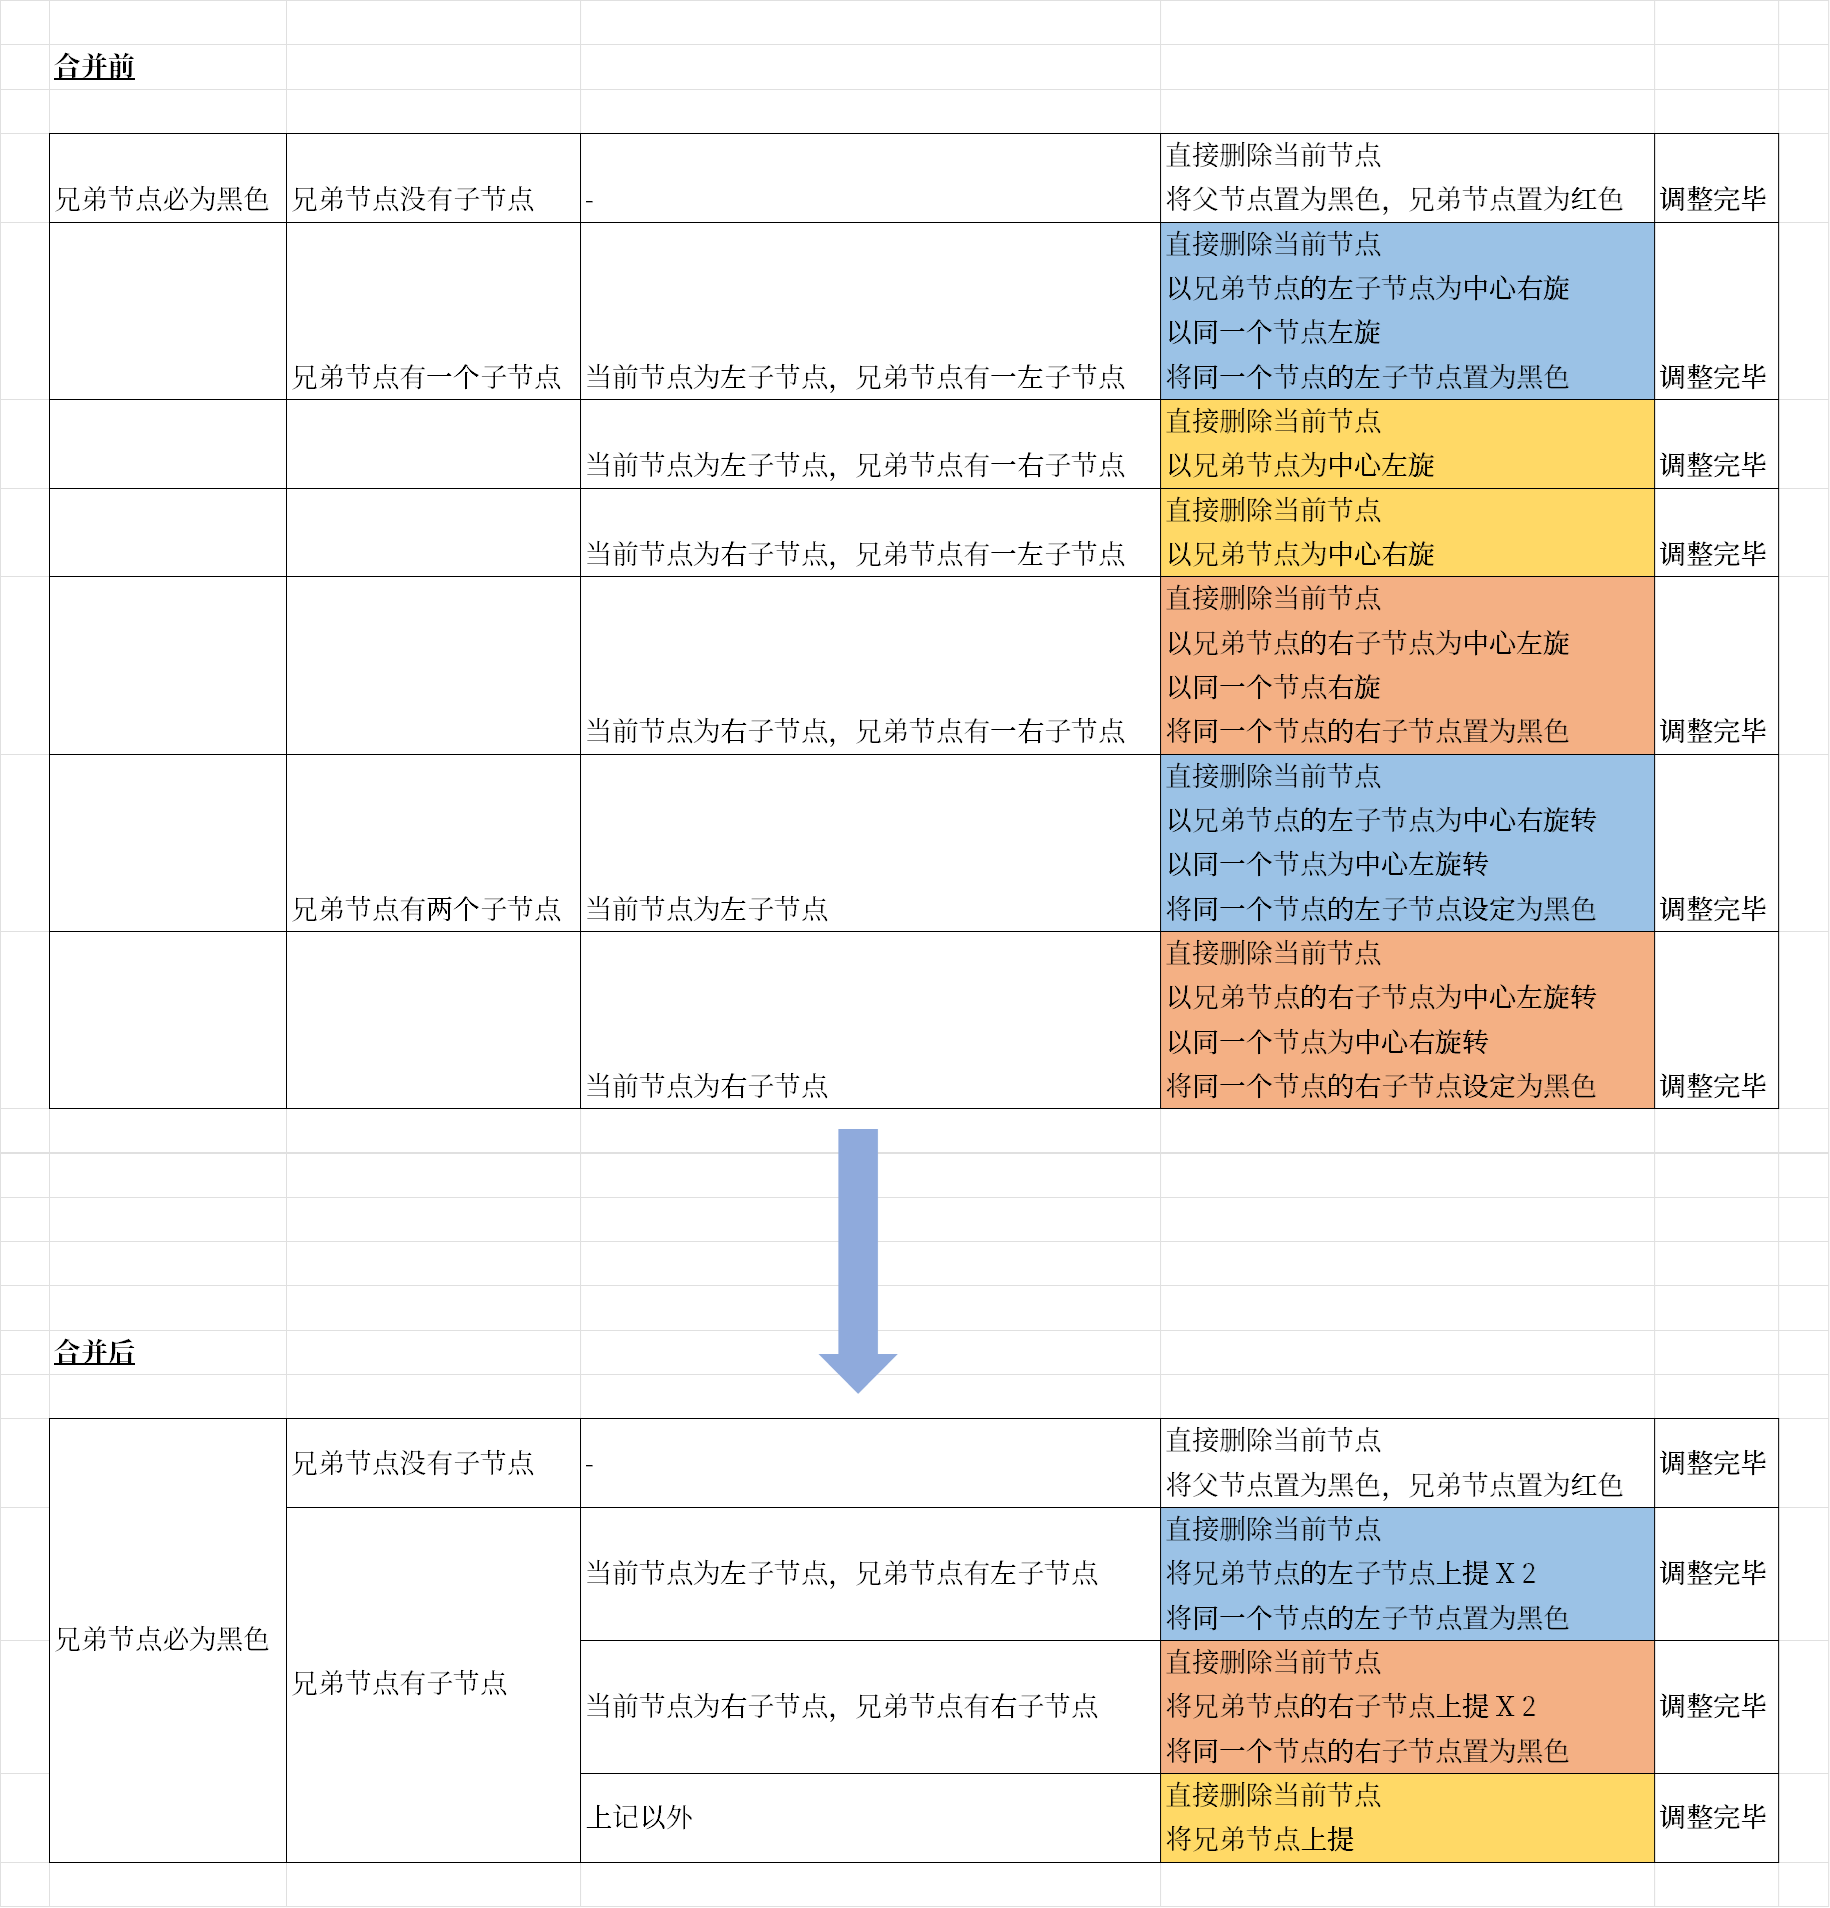 合并前
兄弟节点必为黑色
兄弟节点没有子节点
-
直接删除当前节点
将父节点置为黑色，兄弟节点置为红色
调整完毕
兄弟节点有一个子节点
当前节点为左子节点，兄弟节点有一左子节点
直接删除当前节点
以兄弟节点的左子节点为中心右旋
以同一个节点左旋
将同一个节点的左子节点置为黑色
调整完毕
当前节点为左子节点，兄弟节点有一右子节点
直接删除当前节点
以兄弟节点为中心左旋
调整完毕
当前节点为右子节点，兄弟节点有一左子节点
直接删除当前节点
以兄弟节点为中心右旋
调整完毕
当前节点为右子节点，兄弟节点有一右子节点
直接删除当前节点
以兄弟节点的右子节点为中心左旋
以同一个节点右旋
将同一个节点的右子节点置为黑色
调整完毕
兄弟节点有两个子节点
当前节点为左子节点
直接删除当前节点
以兄弟节点的左子节点为中心右旋转
以同一个节点为中心左旋转
将同一个节点的左子节点设定为黑色
调整完毕
当前节点为右子节点
直接删除当前节点
以兄弟节点的右子节点为中心左旋转
以同一个节点为中心右旋转
将同一个节点的右子节点设定为黑色
调整完毕
合并后
兄弟节点必为黑色
兄弟节点没有子节点
-
直接删除当前节点
将父节点置为黑色，兄弟节点置为红色
调整完毕
兄弟节点有子节点
当前节点为左子节点，兄弟节点有左子节点
直接删除当前节点
将兄弟节点的左子节点上提 X 2
将同一个节点的左子节点置为黑色
调整完毕
当前节点为右子节点，兄弟节点有右子节点
直接删除当前节点
将兄弟节点的右子节点上提 X 2
将同一个节点的右子节点置为黑色
调整完毕
上记以外
直接删除当前节点
将兄弟节点上提
调整完毕